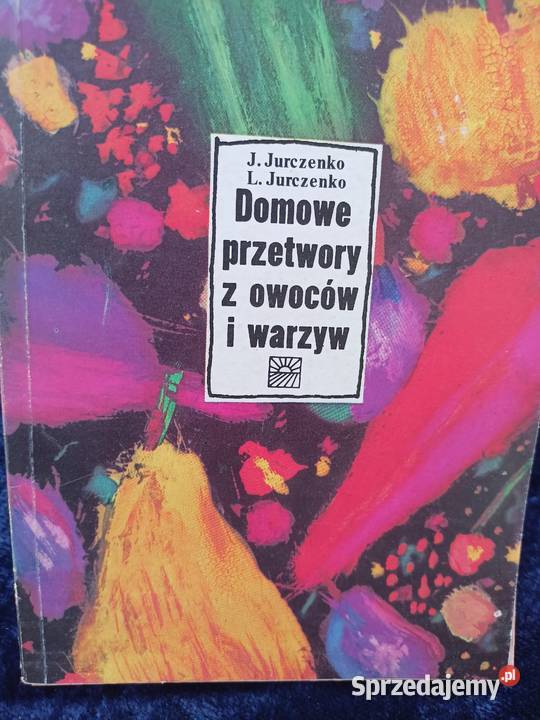 J. Jurczenko
L. Jurczenko
Domowe
przetwory
z owoców
i warzyw
Sprzedajemy.pl